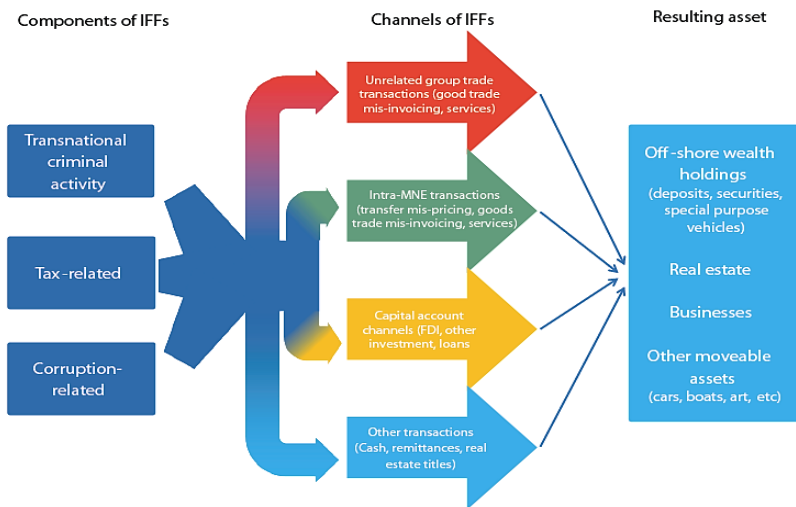 Components of IFFs
Channels of IFFs
Resulting asset
Transnational
criminal
activity
Tax-related
Corruption-
related
Unrelated group trade
transactions (good trade
mis-invoicing, services)
Intra-MNE transactions
(transfer mis-pricing, goods
trade mis-invoicing, services)
Capital account
channels (FDI, other
investment, loans
Other transactions
(Cash, remittances, real
estate titles)
Off-shore wealth
holdings
(deposits, securities,
special purpose
vehicles)
Real estate
Businesses
Other moveable
assets
(cars, boats, art, etc)